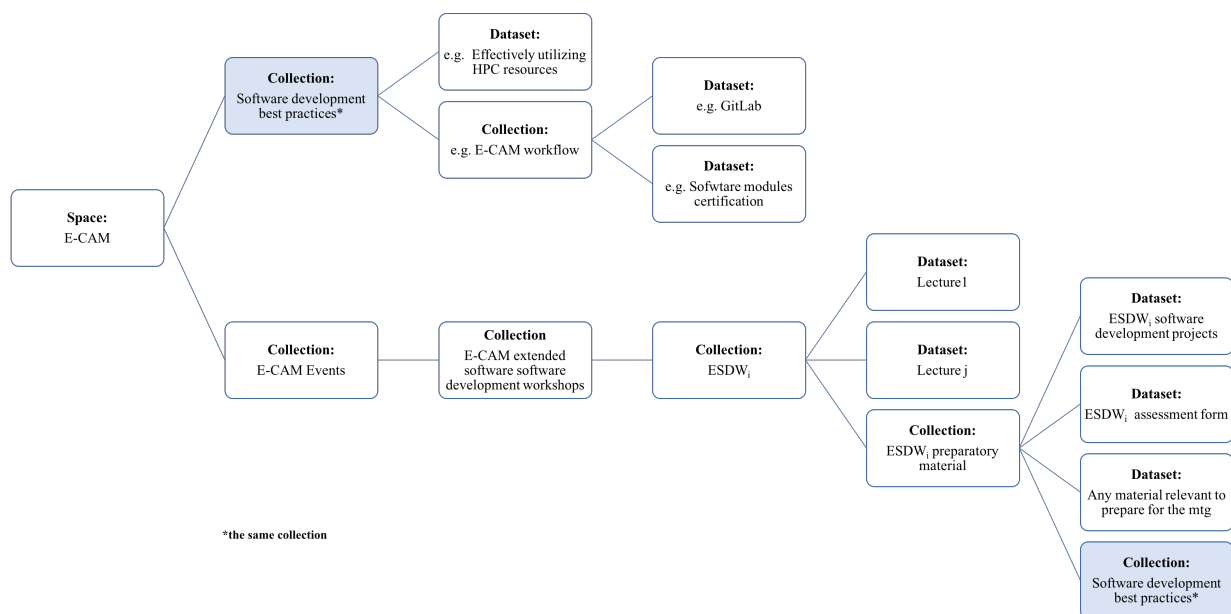 Dataset:
e.g. Effectively utilizing
HPC resources
Collection:
Software development
best practices*
Dataset:
e.g. GitLab
Collection:
e.g. E-CAM workflow
Dataset:
e.g. Sofwtare modules
certification
Space:
E-CAM
Dataset:
Lecture l
Dataset:
ESDWi software
development projects
Collection:
E-CAM Events
Collection
E-CAM extended
software software
development workshops
Collection:
ESDWi
Dataset:
Lecture j
Dataset:
ESDWi assessment form
Collection:
ESDWi preparatory
material
Dataset:
Any material relevant to
prepare for the mtg
*the same collection
Collection:
Software development
best practices*